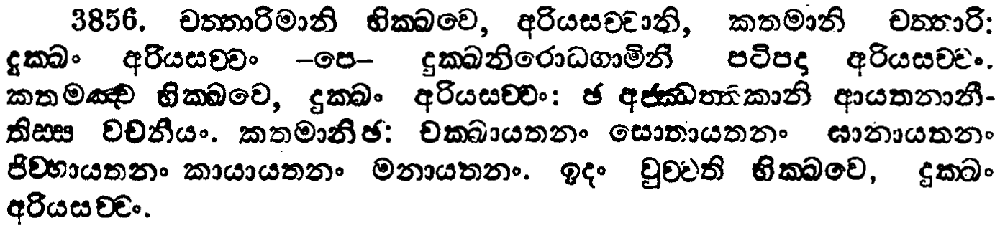 3856. චත්තාරිමානි භික්ඛවෙ, අරියසච්චානි, කතමානි චත්තාරි:
දුක්ඛං අරියසච්චං –පෙ– දුක්ඛනිරොධගාමිනී පටිපදා අරියසච්චං.
කතමඤ්ච භික්ඛවෙ, දුක්ඛං අරියසච්චං: ඡ අජ්ඣත්තිකානි ආයතනානී-
තිස්ස වචනීයං. කතමානි ඡ: චක්ඛායතනං සොතායතනං ඝානායතනං
ජිව්හායතනං කායායතනං මනායතනං. ඉදං වුච්චති භික්ඛවෙ, දුක්ඛං
අරියසච්චං.